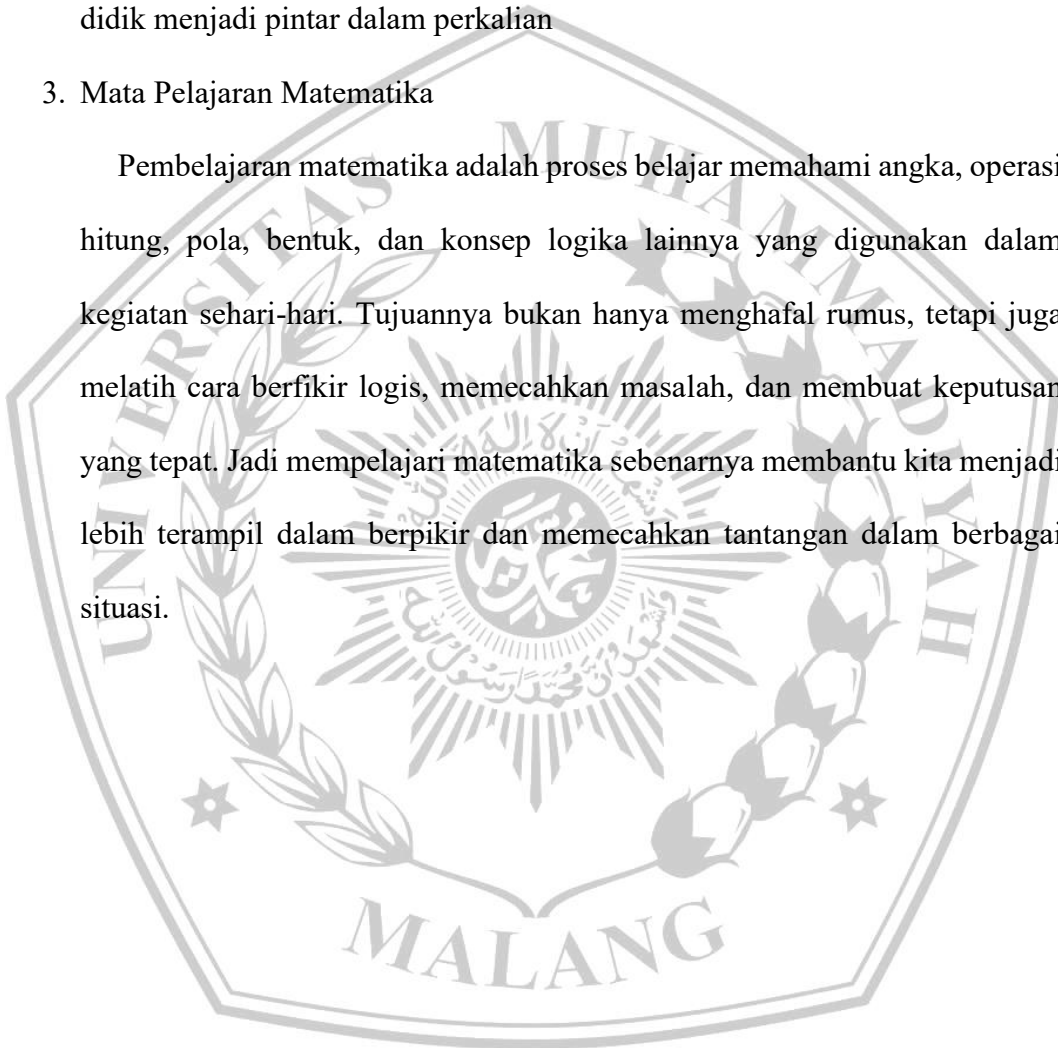 didik menjadi pintar dalam perkalian
3. Mata Pelajaran Matematika
Pembelajaran matematika adalah proses belajar memahami angka, operasi
hitung, pola, bentuk, dan konsep logika lainnya yang digunakan dalam
kegiatan sehari-hari. Tujuannya bukan hanya menghafal rumus, tetapi juga
melatih cara berfikir logis, memecahkan masalah, dan membuat keputusan
yang tepat. Jadi mempelajari matematika sebenarnya membantu kita menjadi
lebih terampil dalam berpikir dan memecahkan tantangan dalam berbagai
situasi.
UNIVERSITAS MUHAMMADIYAH
MALANG